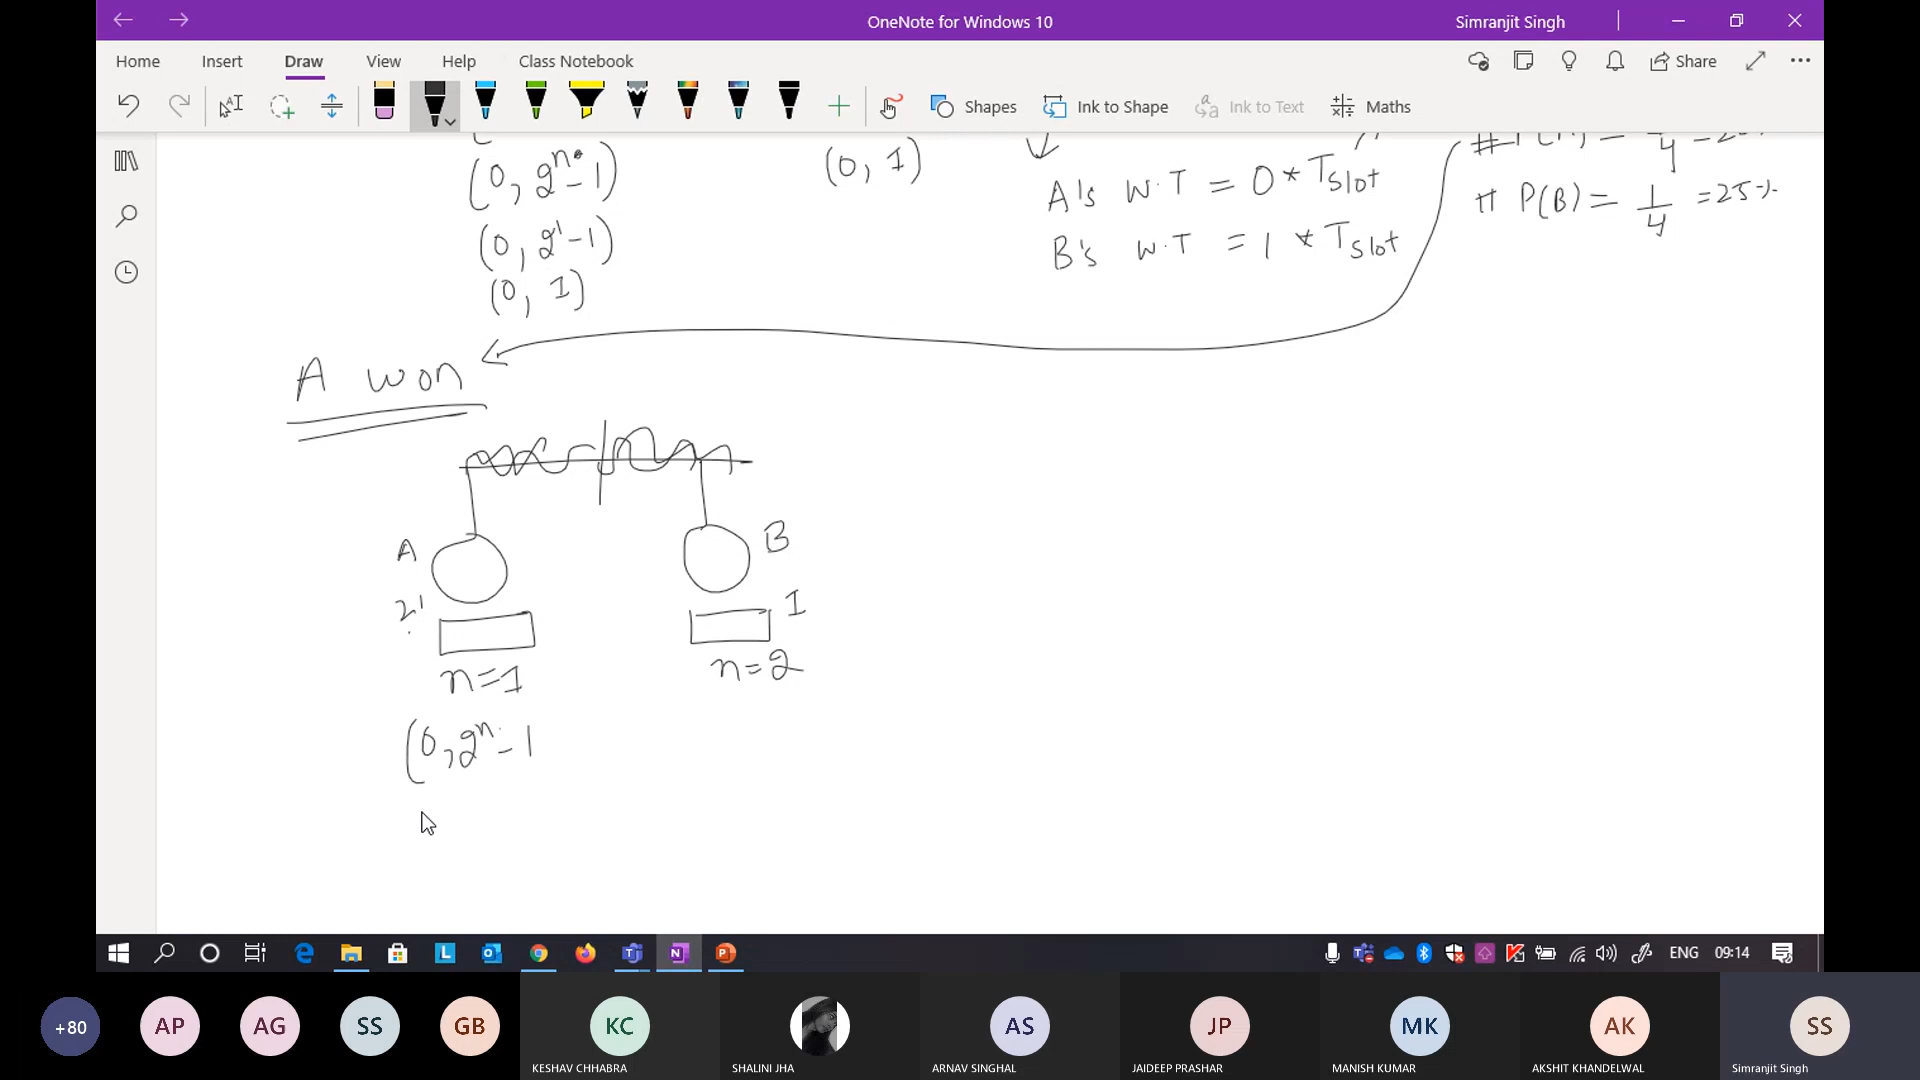 OneNote for Windows 10
Simranjit Singh
Home Insert Draw View Help Class Notebook
Share
Shapes Ink to Shape Ink to Text Maths
(0, 2^n - 1)
(0, 2^1 - 1)
(0, 1)
(0, 1)
A's W.T = 0 * Tslot
B's W.T = 1 * Tslot
P(B) = 1/4 = 25%
A won
A
B
2'
1
n=1
n=2
(0, 2^n - 1
ENG 09:14
+80 AP AG SS GB KC AS JP MK AK SS
KESHAV CHHABRA
SHALINI JHA
ARNAV SINGHAL
JAIDEEP PRASHAR
MANISH KUMAR
AKSHIT KHANDELWAL
Simranjit Singh